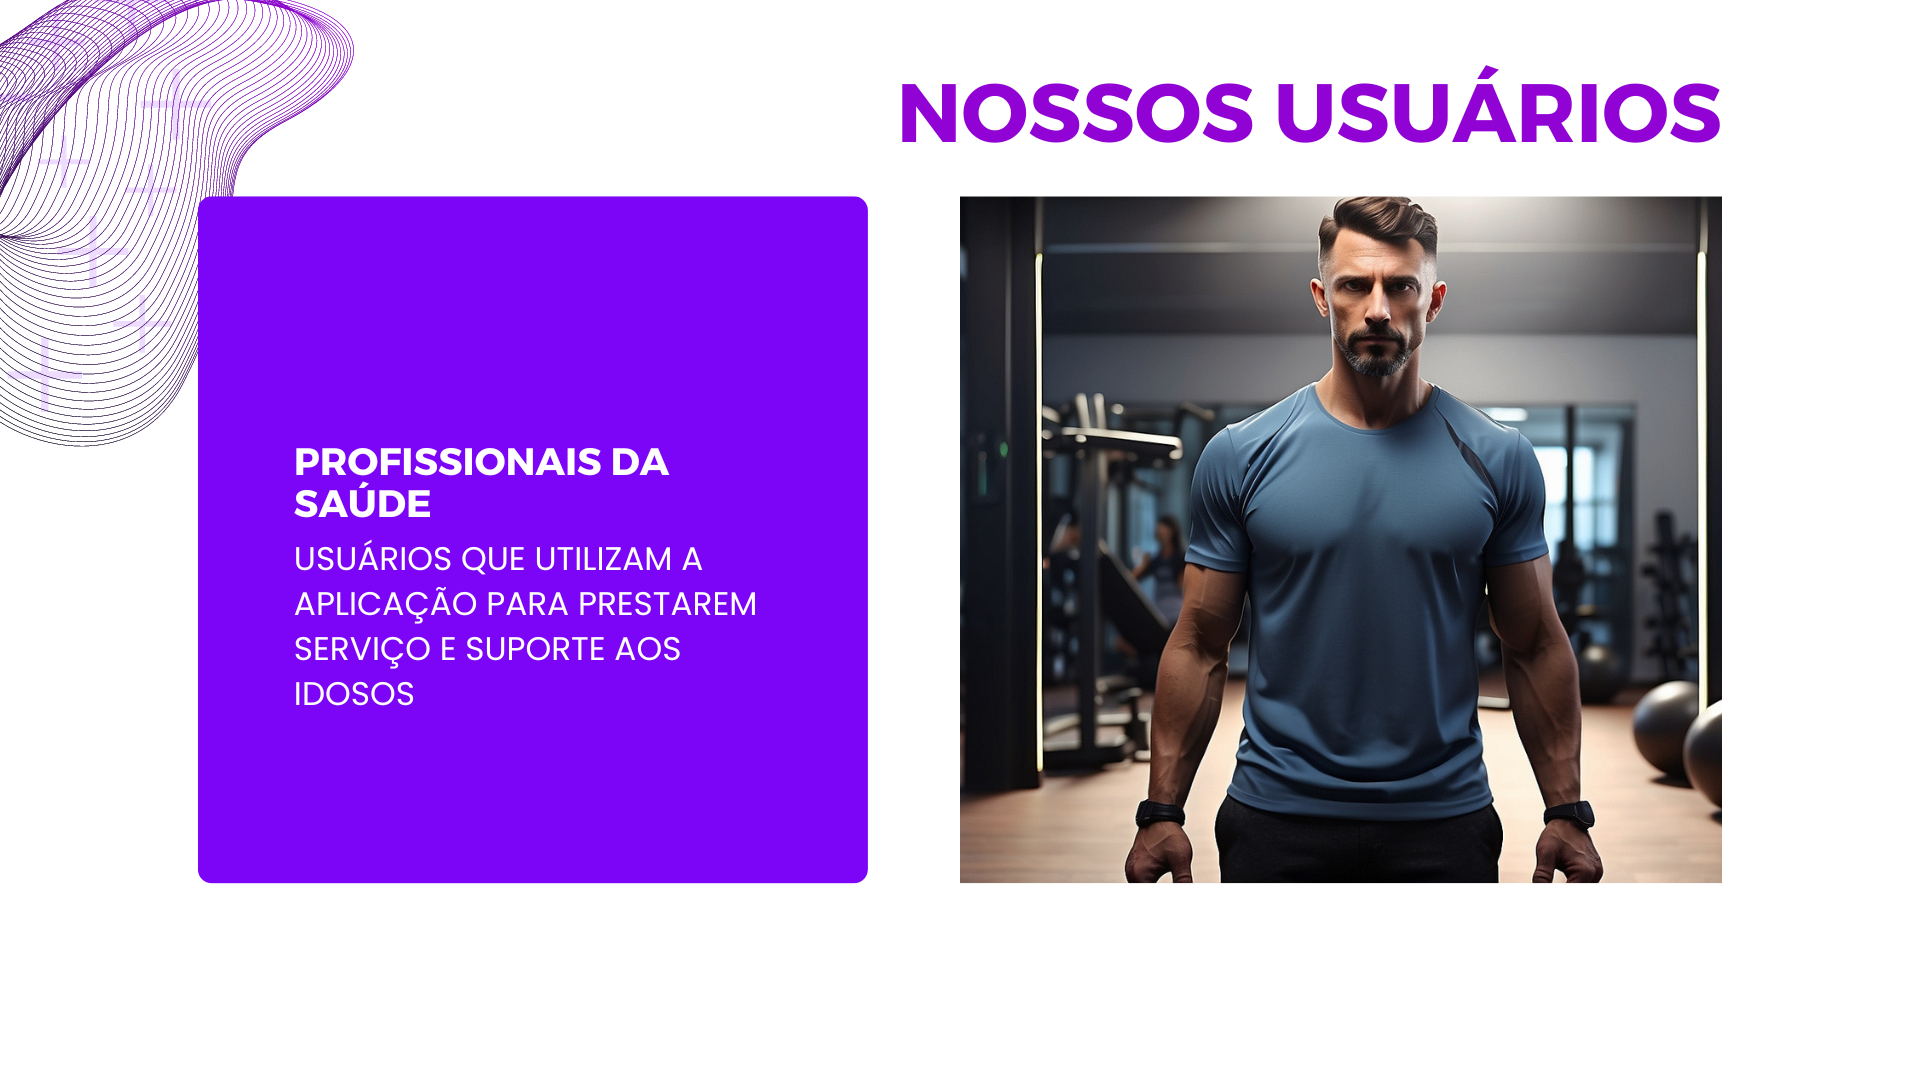 NOSSOS USUÁRIOS
PROFISSIONAIS DA
SAÚDE
USUÁRIOS QUE UTILIZAM A
APLICAÇÃO PARA PRESTAREM
SERVIÇO E SUPORTE AOS
IDOSOS